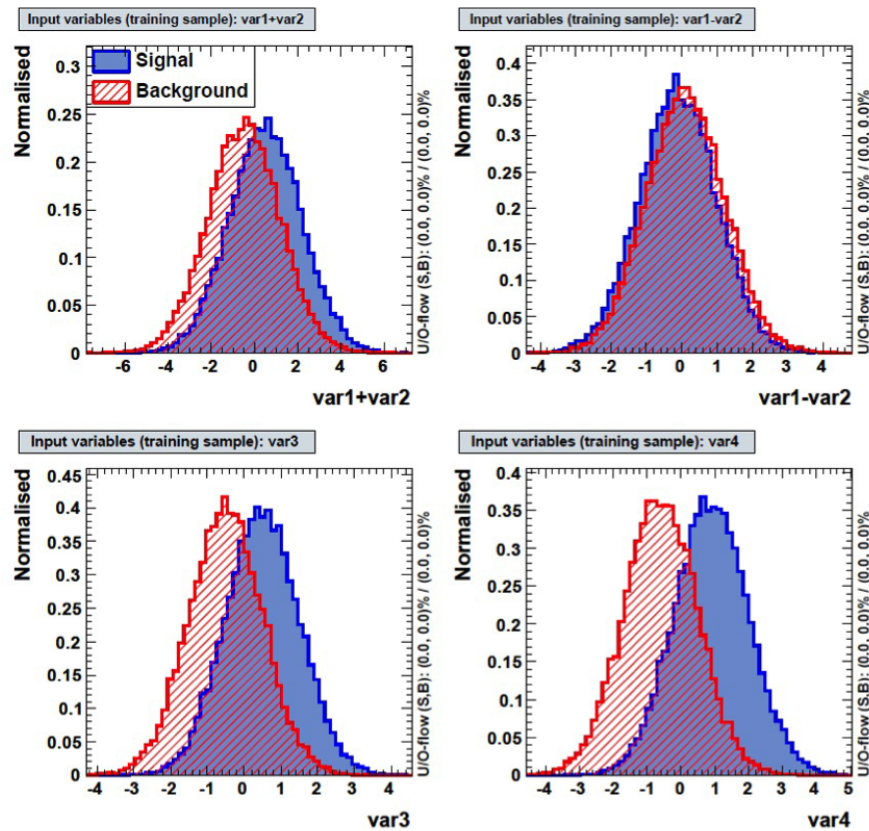 Input variables (training sample): var1+var2
Normalised
0.3
0.25
0.2
0.15
0.1
0.05
0
Signal
Background
-6 -4 -2 0 2 4 6
var1+var2
U/O-flow (S,B): (0.0, 0.0)% / (0.0, 0.0)%
Input variables (training sample): var1-var2
Normalised
0.4
0.35
0.3
0.25
0.2
0.15
0.1
0.05
0
-4 -3 -2 -1 0 1 2 3 4
var1-var2
U/O-flow (S,B): (0.0, 0.0)% / (0.0, 0.0)%
Input variables (training sample): var3
Normalised
0.45
0.4
0.35
0.3
0.25
0.2
0.15
0.1
0.05
0
-4 -3 -2 -1 0 1 2 3 4
var3
U/O-flow (S,B): (0.0, 0.0)% / (0.0, 0.0)%
Input variables (training sample): var4
Normalised
0.4
0.35
0.3
0.25
0.2
0.15
0.1
0.05
0
-4 -3 -2 -1 0 1 2 3 4 5
var4
U/O-flow (S,B): (0.0, 0.0)% / (0.0, 0.0)%